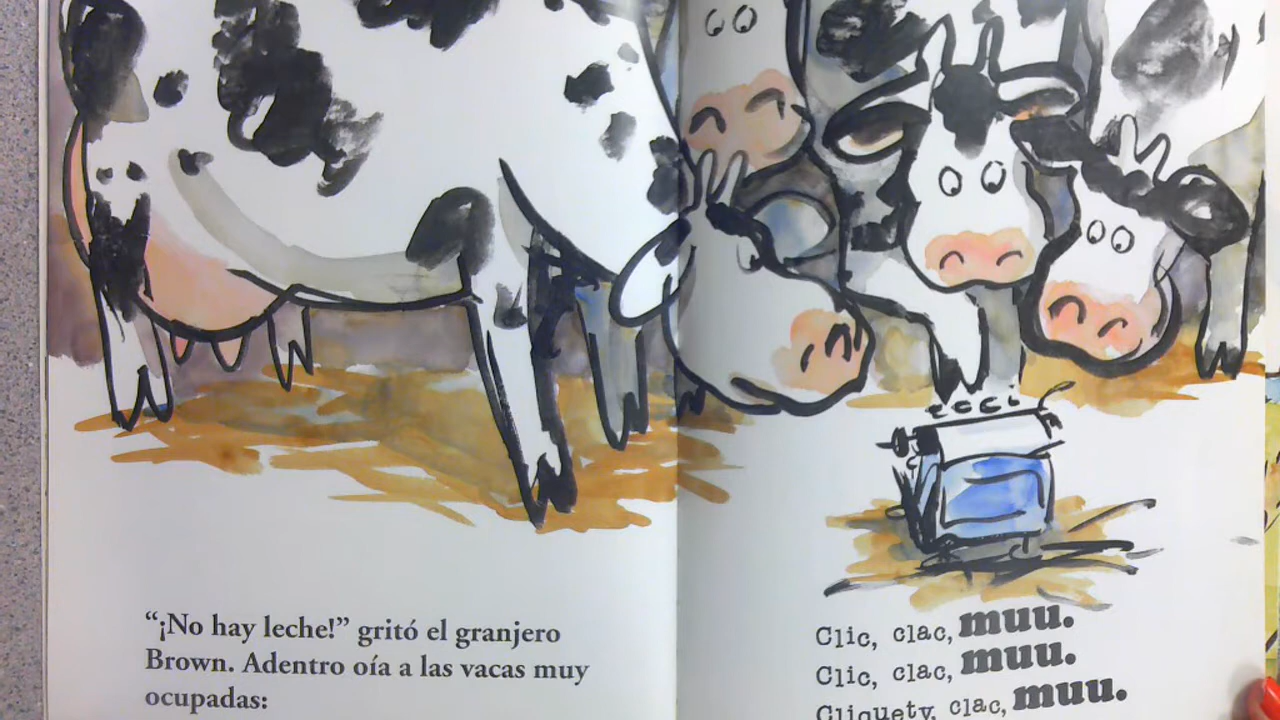 “¡No hay leche!” gritó el granjero
Brown. Adentro oía a las vacas muy
ocupadas:
Clic, clac, muu.
Clic, clac, muu.
Cliquety, clac, muu.